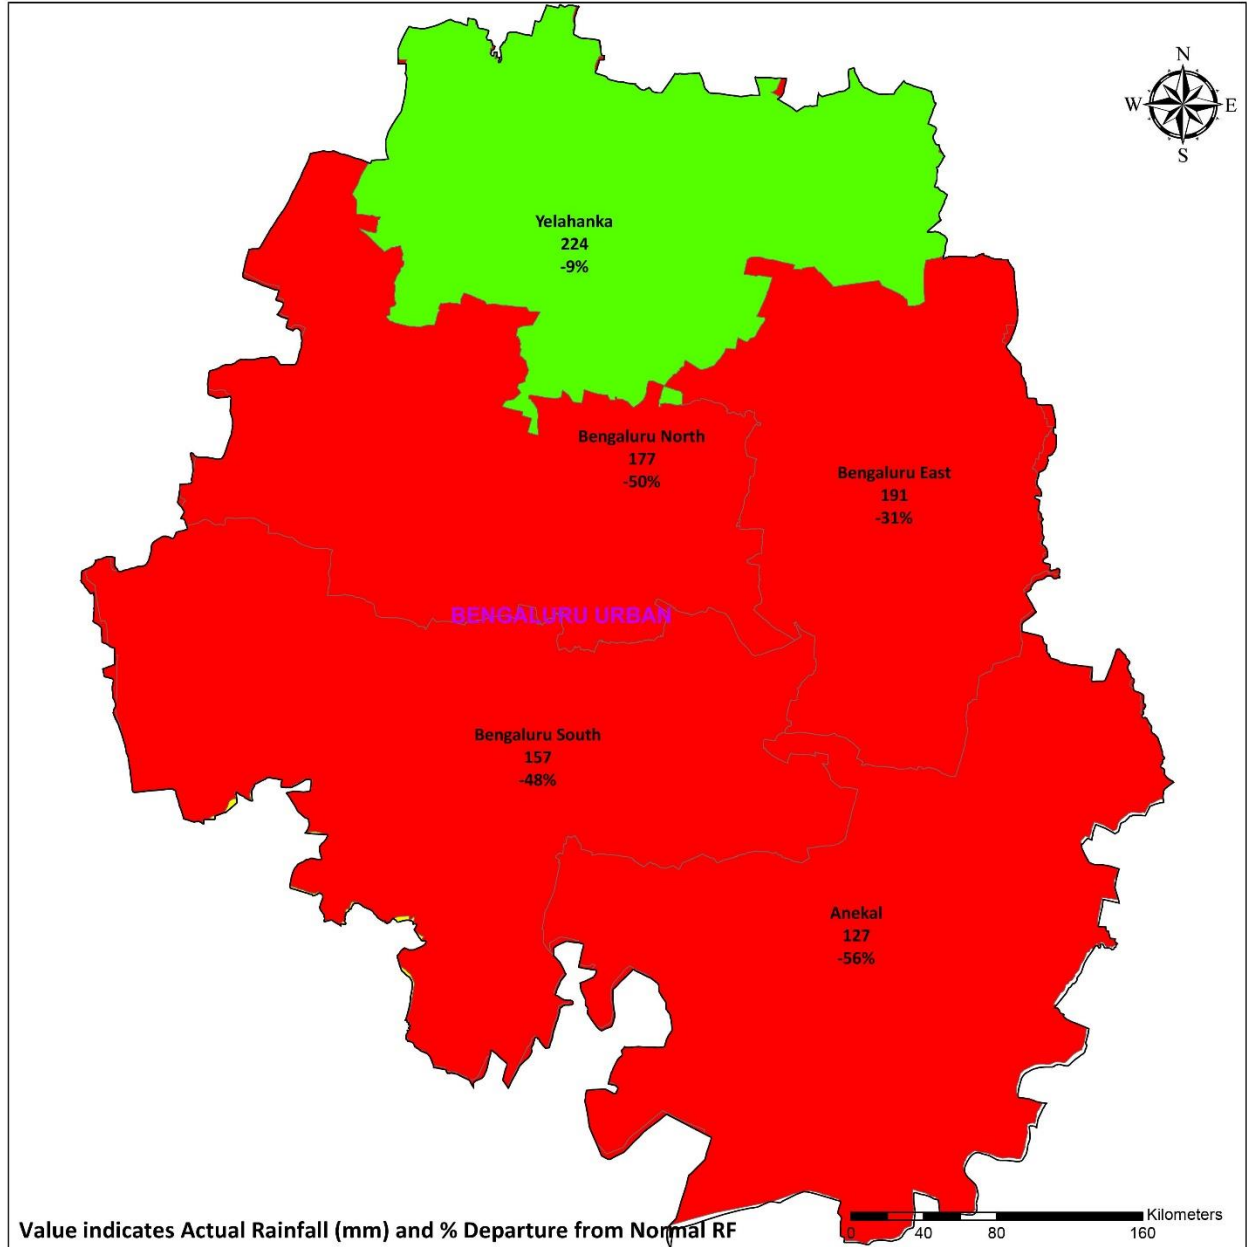 N
W E
S
Yelahanka
224
-9%
Bengaluru North
177
-50%
Bengaluru East
191
-31%
BENGALURU URBAN
Bengaluru South
157
-48%
Anekal
127
-56%
Value indicates Actual Rainfall (mm) and % Departure from Normal RF
Kilometers
0 40 80 160